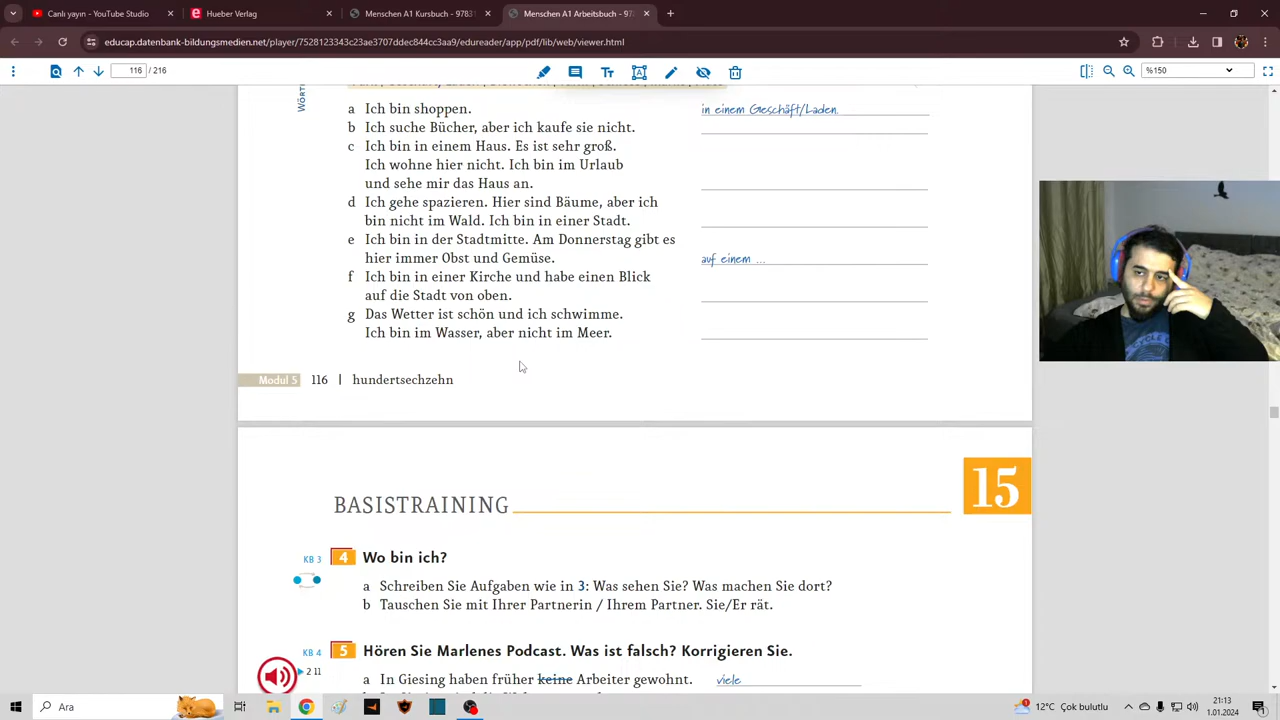 Canlı yayın - YouTube Studio
Hueber Verlag
Menschen A1 Kursbuch - 9783
Menschen A1 Arbeitsbuch - 978
educap.datenbank-bildungsmedien.net/player/7528123343c23ae3707ddec844cc3aa9/edureader/app/pdf/lib/web/viewer.html
116 / 216
%150
WÖRT
a Ich bin shoppen. in einem Geschäft/Laden.
b Ich suche Bücher, aber ich kaufe sie nicht.
c Ich bin in einem Haus. Es ist sehr groß.
Ich wohne hier nicht. Ich bin im Urlaub
und sehe mir das Haus an.
d Ich gehe spazieren. Hier sind Bäume, aber ich
bin nicht im Wald. Ich bin in einer Stadt.
e Ich bin in der Stadtmitte. Am Donnerstag gibt es
hier immer Obst und Gemüse. auf einem ...
f Ich bin in einer Kirche und habe einen Blick
auf die Stadt von oben.
g Das Wetter ist schön und ich schwimme.
Ich bin im Wasser, aber nicht im Meer.
Modul 5 116 | hundertsechzehn
15
BASISTRAINING
KB 3 4 Wo bin ich?
a Schreiben Sie Aufgaben wie in 3: Was sehen Sie? Was machen Sie dort?
b Tauschen Sie mit Ihrer Partnerin / Ihrem Partner. Sie/Er rät.
KB 4 5 Hören Sie Marlenes Podcast. Was ist falsch? Korrigieren Sie.
2 11 a In Giesing haben früher keine Arbeiter gewohnt. viele
Ara
12°C Çok bulutlu
21:13
1.01.2024